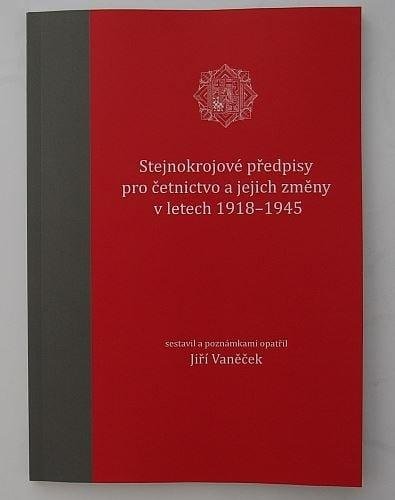 Stejnokrojové předpisy
pro četnictvo a jejich změny
v letech 1918–1945
sestavil a poznámkami opatřil
Jiří Vaněček